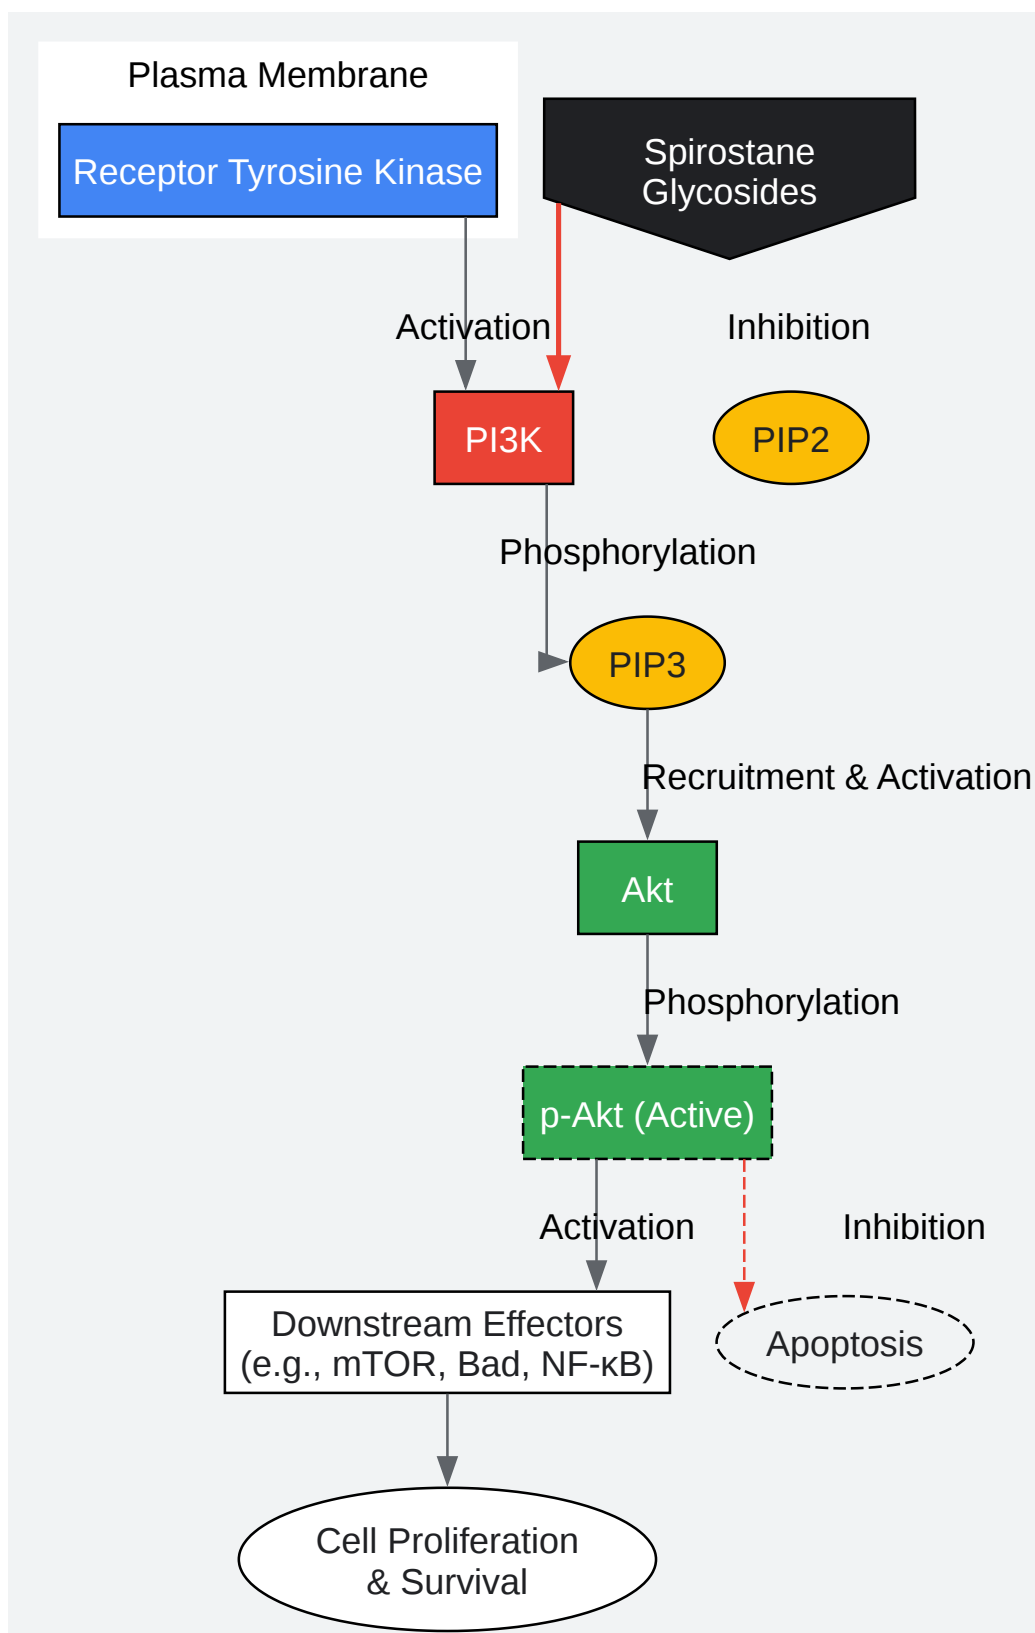 Plasma Membrane
Receptor Tyrosine Kinase
Spirostane
Glycosides
Activation
Inhibition
PI3K
PIP2
Phosphorylation
PIP3
Recruitment & Activation
Akt
Phosphorylation
p-Akt (Active)
Activation
Inhibition
Downstream Effectors
(e.g., mTOR, Bad, NF-κB)
Apoptosis
Cell Proliferation
& Survival